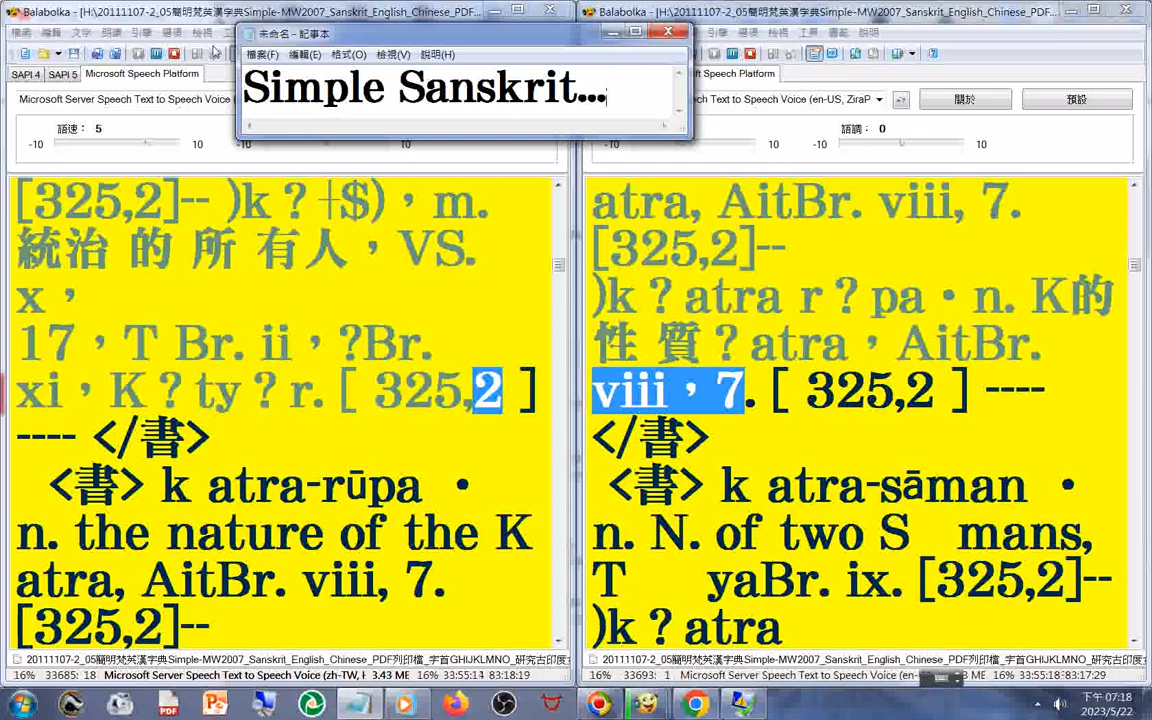 Balabolka - [H:\20111107-2_05簡明梵英漢字典Simple-MW2007_Sanskrit_English_Chinese_PDF...
Balabolka - [H:\20111107-2_05簡明梵英漢字典Simple-MW2007_Sanskrit_English_Chinese_PDF...
未命名 - 記事本
檔案(F) 編輯(E) 格式(O) 檢視(V) 說明(H)
Simple Sanskrit...
SAPI 4 SAPI 5 Microsoft Speech Platform
Speech Platform
Microsoft Server Speech Text to Speech Voice
ech Text to Speech Voice (en-US, ZiraP
關於
預設
語速： 5
語調： 0
-10 10 -10 10
-10 10
[325,2]-- )k？┼$)，m.
統治 的 所 有人，VS.
x，
17，T Br. ii，?Br.
xi，K？ty？r. [ 325,2 ]
---- </書>
<書> k atra-rūpa ‧
n. the nature of the K
atra, AitBr. viii, 7.
[325,2]--
atra, AitBr. viii, 7.
[325,2]--
)k？atra r？pa‧n. K的
性 質？atra，AitBr.
viii，7. [ 325,2 ] ----
</書>
<書> k atra-sāman ‧
n. N. of two S mans,
T yaBr. ix. [325,2]--
)k？atra
20111107-2_05簡明梵英漢字典Simple-MW2007_Sanskrit_English_Chinese_PDF列印檔_字首GHIJKLMNO_研究古印度
20111107-2_05簡明梵英漢字典Simple-MW2007_Sanskrit_English_Chinese_PDF列印檔_字首GHIJKLMNO_研究古印度
16% 33685: 18 Microsoft Server Speech Text to Speech Voice (zh-TW, 3.43 ME 16% 33:55:54-83:18:19
16% 33693: 1 Microsoft Server Speech Text to Speech Voice 16% 33:55:18-83:17:29
下午 07:18
2023/5/22